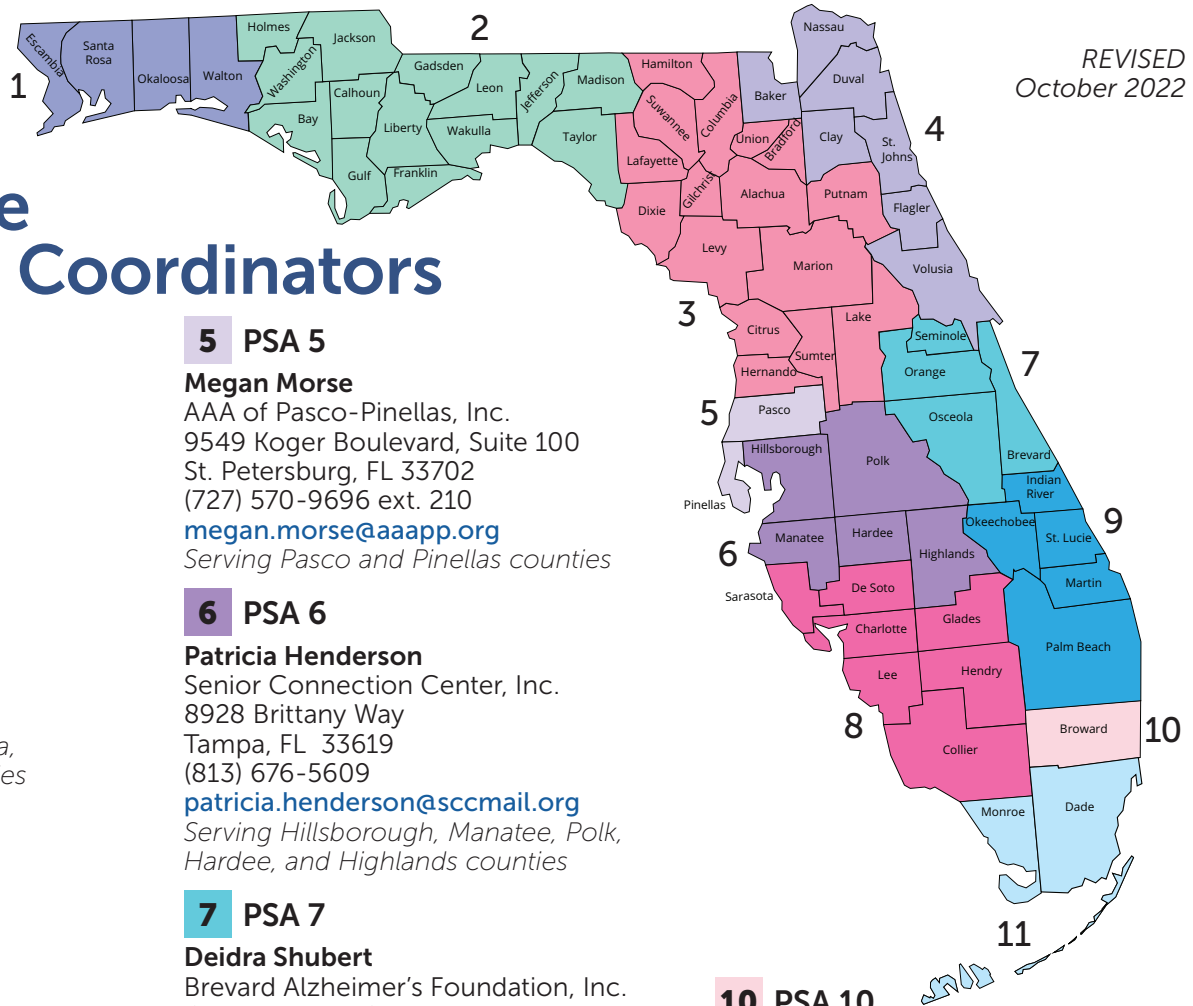 REVISED
October 2022
e
Coordinators
a,
ies
5 PSA 5
Megan Morse
AAA of Pasco-Pinellas, Inc.
9549 Koger Boulevard, Suite 100
St. Petersburg, FL 33702
(727) 570-9696 ext. 210
megan.morse@aaapp.org
Serving Pasco and Pinellas counties
6 PSA 6
Patricia Henderson
Senior Connection Center, Inc.
8928 Brittany Way
Tampa, FL 33619
(813) 676-5609
patricia.henderson@sccmail.org
Serving Hillsborough, Manatee, Polk,
Hardee, and Highlands counties
7 PSA 7
Deidra Shubert
Brevard Alzheimer's Foundation, Inc.
10 PSA 10
1
Escambia
Santa
Rosa
Okaloosa
Walton
2
Holmes
Jackson
Washington
Bay
Calhoun
Gulf
Gadsden
Liberty
Franklin
Leon
Wakulla
Jefferson
Madison
Taylor
3
Hamilton
Suwannee
Columbia
Lafayette
Union
Bradford
Dixie
Gilchrist
Alachua
Putnam
Levy
Marion
Citrus
Sumter
Lake
Hernando
4
Nassau
Baker
Duval
Clay
St.
Johns
Flagler
Volusia
5
Pasco
Pinellas
6
Hillsborough
Polk
Manatee
Hardee
Highlands
7
Seminole
Orange
Osceola
Brevard
8
Sarasota
De Soto
Charlotte
Glades
Lee
Hendry
Collier
9
Indian
River
Okeechobee
St. Lucie
Martin
Palm Beach
10
Broward
11
Monroe
Dade